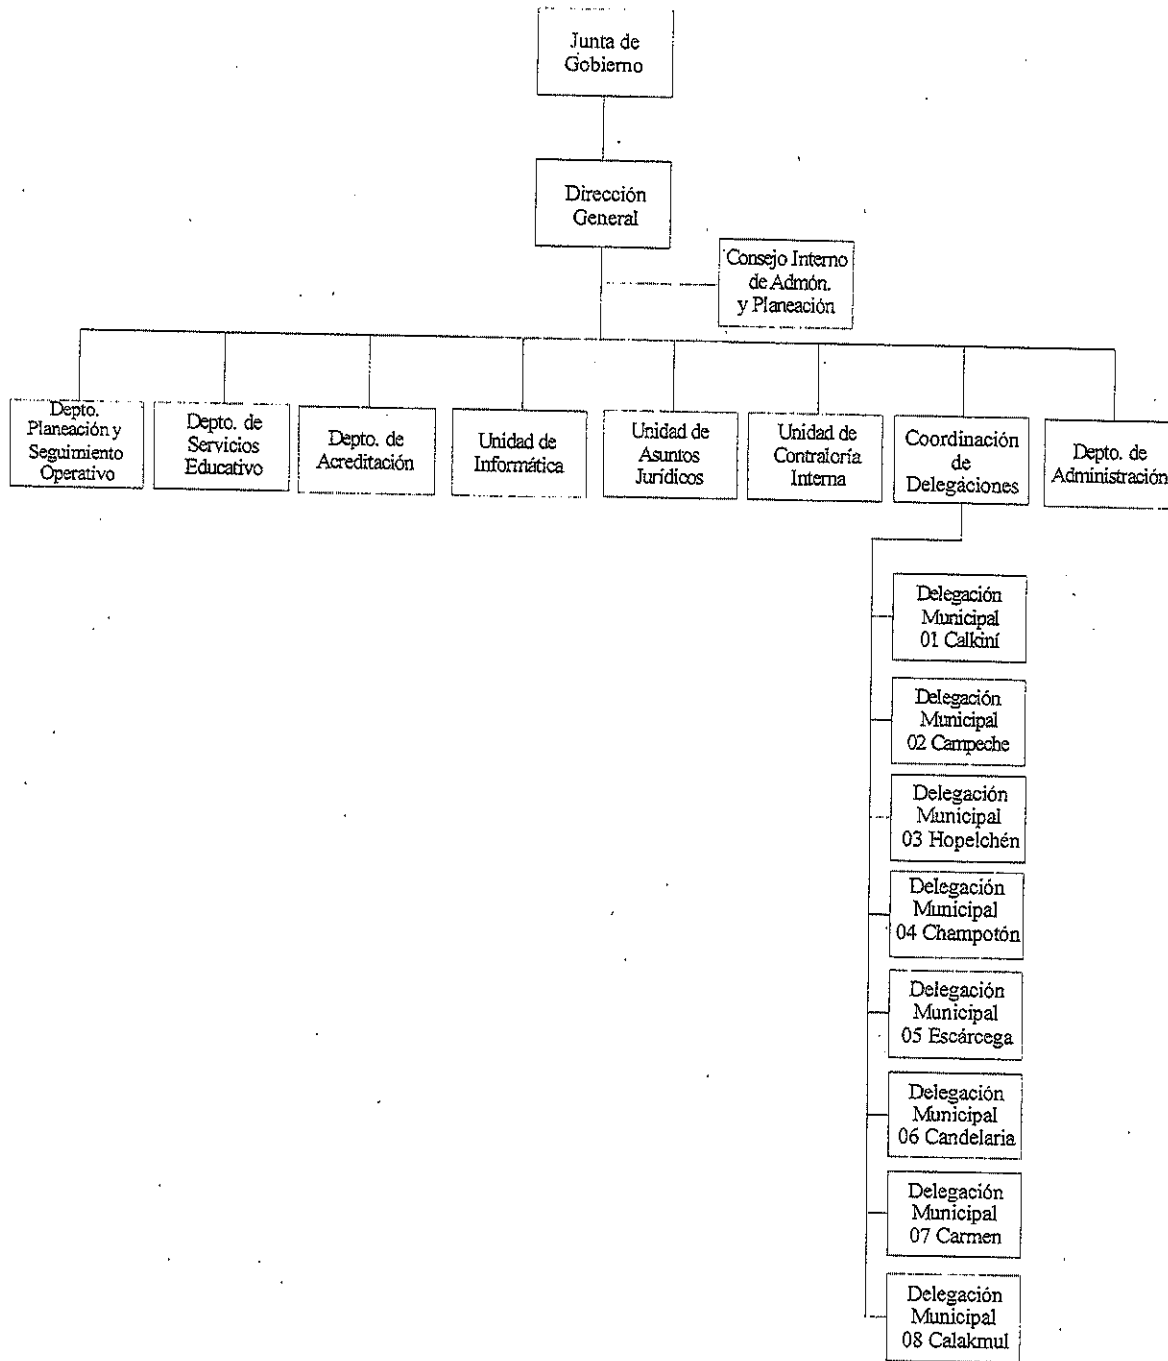 Junta de
Gobierno
Dirección
General
Consejo Interno
de Admón.
y Planeación
Depto.
Planeación y
Seguimiento
Operativo
Depto. de
Servicios
Educativo
Depto. de
Acreditación
Unidad de
Informática
Unidad de
Asuntos
Jurídicos
Unidad de
Contraloría
Interna
Coordinación
de
Delegaciones
Depto. de
Administración
Delegación
Municipal
01 Calkiní
Delegación
Municipal
02 Campeche
Delegación
Municipal
03 Hopelchén
Delegación
Municipal
04 Champotón
Delegación
Municipal
05 Escárcega
Delegación
Municipal
06 Candelaria
Delegación
Municipal
07 Carmen
Delegación
Municipal
08 Calakmul